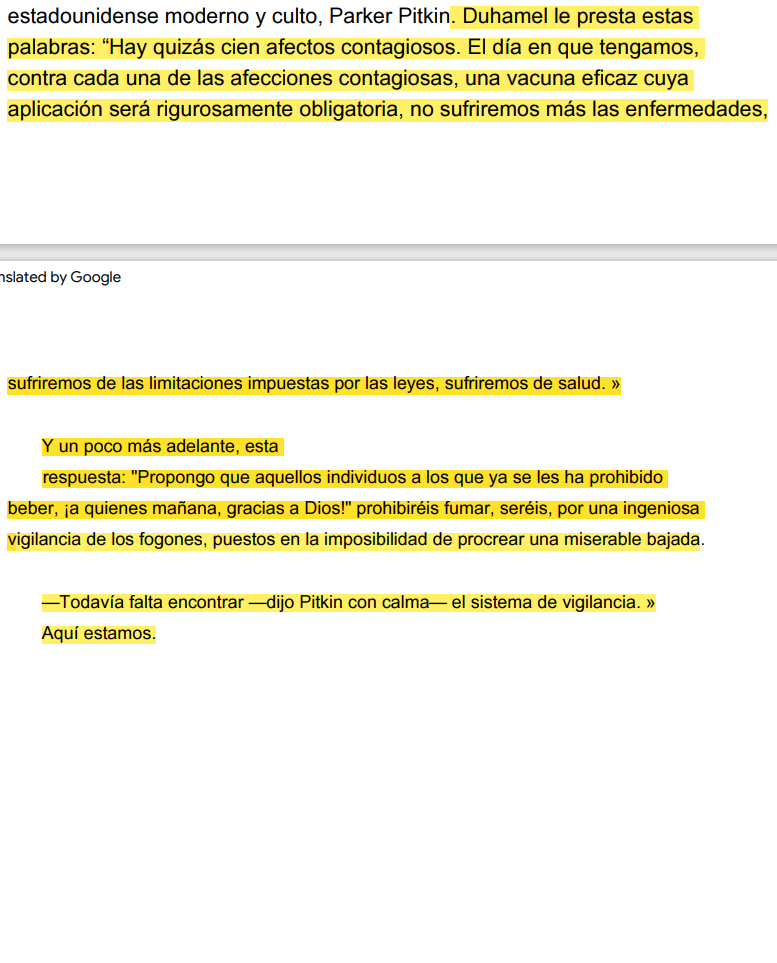 estadounidense moderno y culto, Parker Pitkin. Duhamel le presta estas
palabras: “Hay quizás cien afectos contagiosos. El día en que tengamos,
contra cada una de las afecciones contagiosas, una vacuna eficaz cuya
aplicación será rigurosamente obligatoria, no sufriremos más las enfermedades,
nslated by Google
sufriremos de las limitaciones impuestas por las leyes, sufriremos de salud. »
Y un poco más adelante, esta
respuesta: "Propongo que aquellos individuos a los que ya se les ha prohibido
beber, ¡a quienes mañana, gracias a Dios!" prohibiréis fumar, seréis, por una ingeniosa
vigilancia de los fogones, puestos en la imposibilidad de procrear una miserable bajada.
—Todavía falta encontrar —dijo Pitkin con calma— el sistema de vigilancia. »
Aquí estamos.